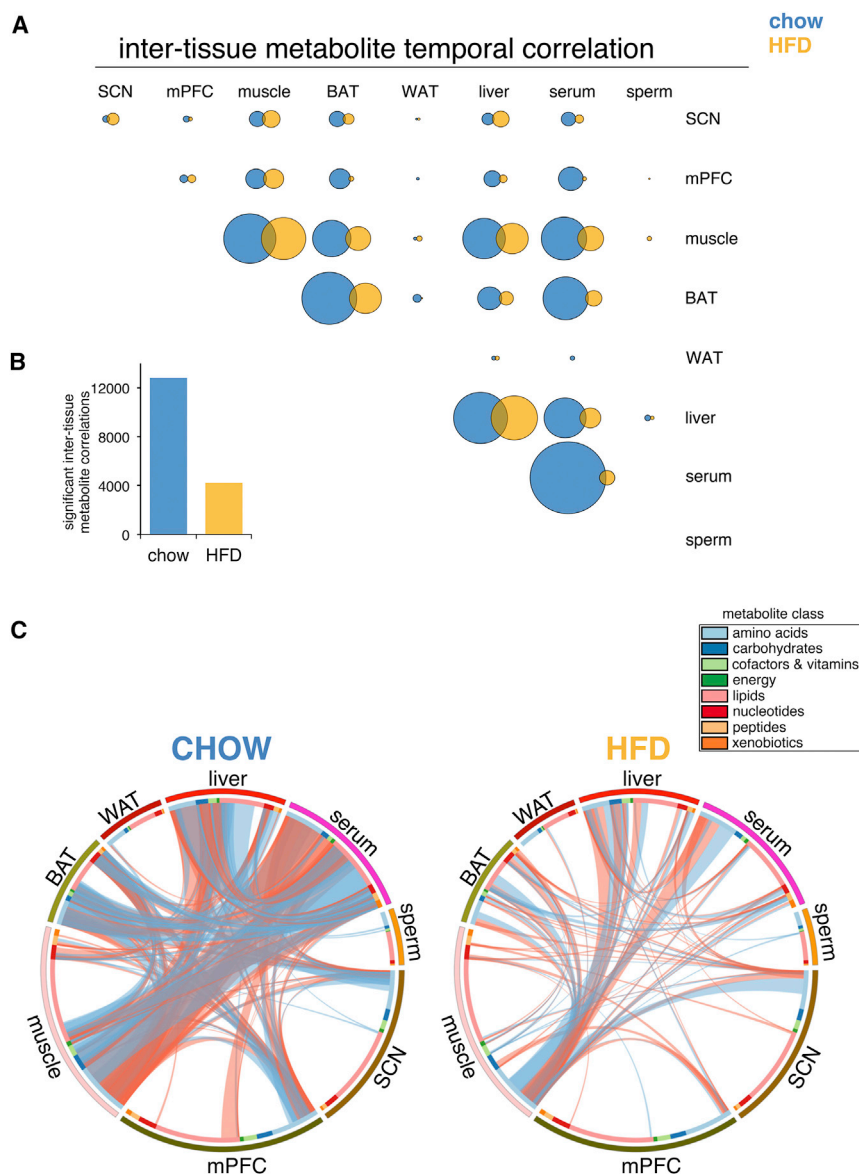 A
chow
HFD
inter-tissue metabolite temporal correlation
SCN mPFC muscle BAT WAT liver serum sperm
SCN
mPFC
muscle
BAT
WAT
liver
serum
sperm
B
significant inter-tissue
metabolite correlations
12000
8000
4000
0
chow HFD
C
metabolite class
amino acids
carbohydrates
cofactors & vitamins
energy
lipids
nucleotides
peptides
xenobiotics
CHOW
liver
WAT
serum
BAT
sperm
muscle
SCN
mPFC
HFD
liver
WAT
serum
BAT
sperm
muscle
SCN
mPFC